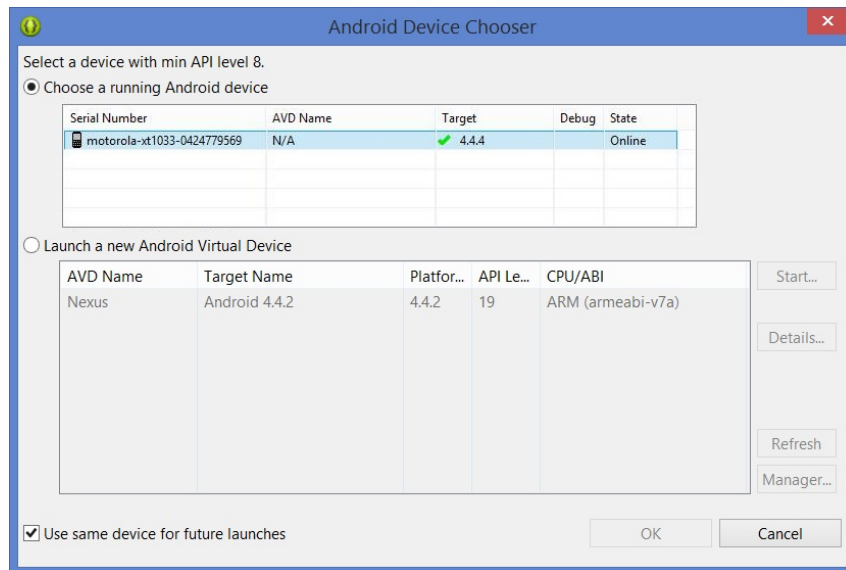 Android Device Chooser
Select a device with min API level 8.
Choose a running Android device
Serial Number AVD Name Target Debug State
motorola-xt1033-0424779569 N/A 4.4.4 Online
Launch a new Android Virtual Device
AVD Name Target Name Platfor... API Le... CPU/ABI
Nexus Android 4.4.2 4.4.2 19 ARM (armeabi-v7a)
Start...
Details...
Refresh
Manager...
Use same device for future launches
OK Cancel